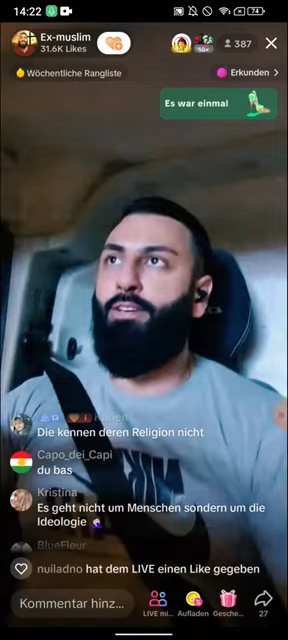 14:22
74
Ex-muslim
31.6K Likes
387
Wöchentliche Rangliste
Erkunden >
Es war einmal
Die kennen deren Religion nicht
Capo_dei_Capi
du bas
Kristina
Es geht nicht um Menschen sondern um die
Ideologie
BlueFleur
nuiladno hat dem LIVE einen Like gegeben
Kommentar hinz...
LIVE mi...
Aufladen
Gesche...
27